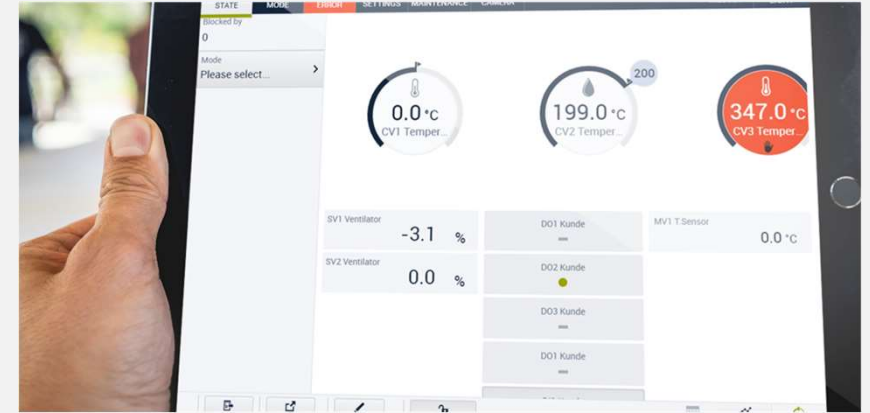 STATE MODE ERROR SETTINGS MAINTENANCE CAMERA
Blocked by
0
Mode
Please select...
0.0 °C
CV1 Temper...
200
199.0 °C
CV2 Temper...
347.0 °C
CV3 Temper...
SV1 Ventilator
-3.1 %
SV2 Ventilator
0.0 %
DO1 Kunde
DO2 Kunde
DO3 Kunde
DO1 Kunde
MV1 T.Sensor
0.0 °C